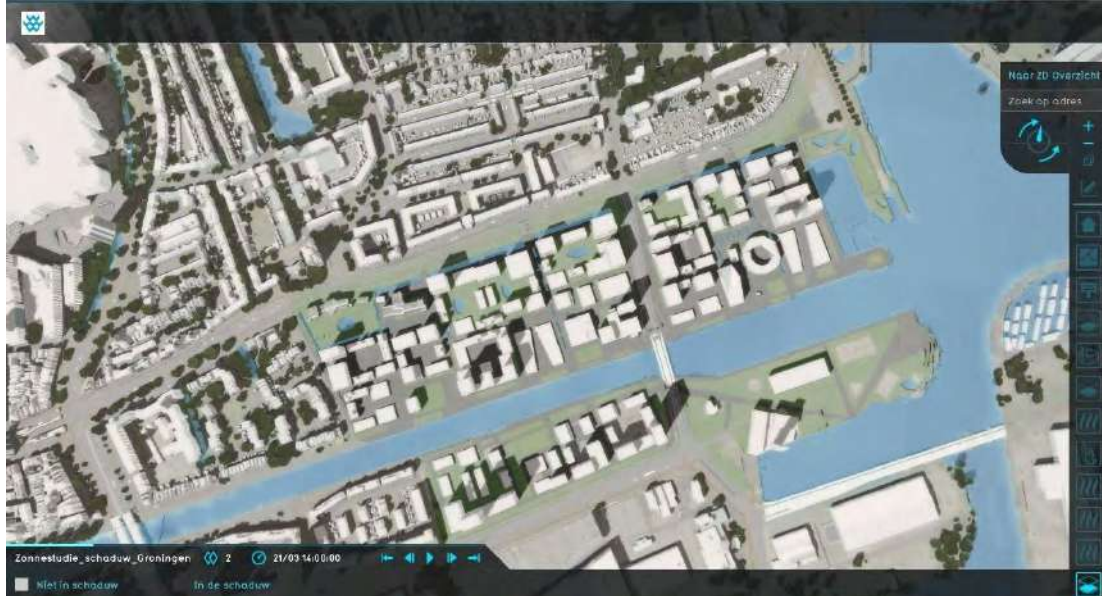 Naar 2D Overzicht
Zoek op adres
Zonnestudie_schaduw_Groningen 2 21/03 14:00:00
Niet in schaduw In de schaduw